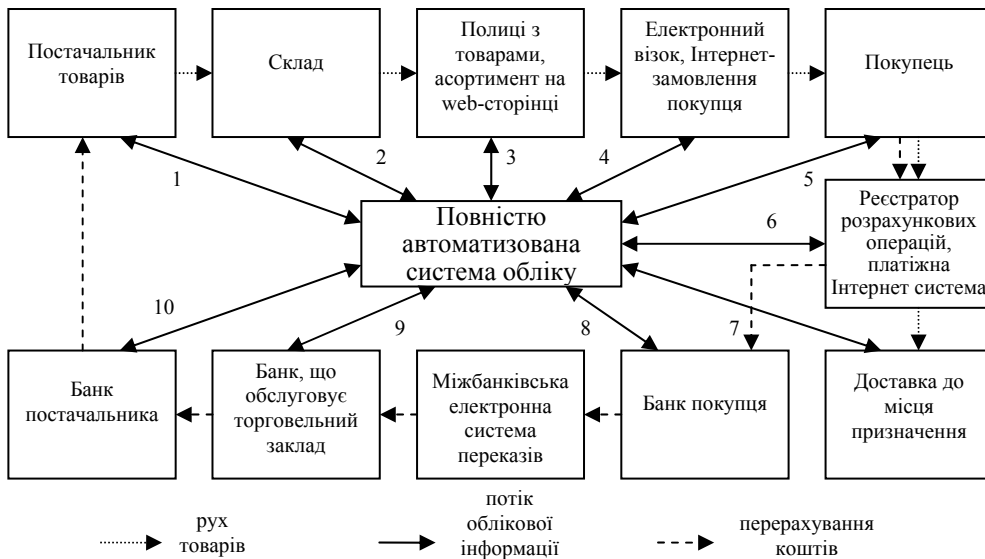 Постачальник
товарів
Склад
Полиці з
товарами,
асортимент на
web-сторінці
Електронний
візок, Інтернет-
замовлення
покупця
Покупець
1
2
3
4
5
Повністю
автоматизована
система обліку
6
Реєстратор
розрахункових
операцій,
платіжна
Інтернет система
10
9
8
7
Банк
постачальника
Банк, що
обслуговує
торговельний
заклад
Міжбанківська
електронна
система
переказів
Банк покупця
Доставка до
місця
призначення
рух
товарів
потік
облікової
інформації
перерахування
коштів